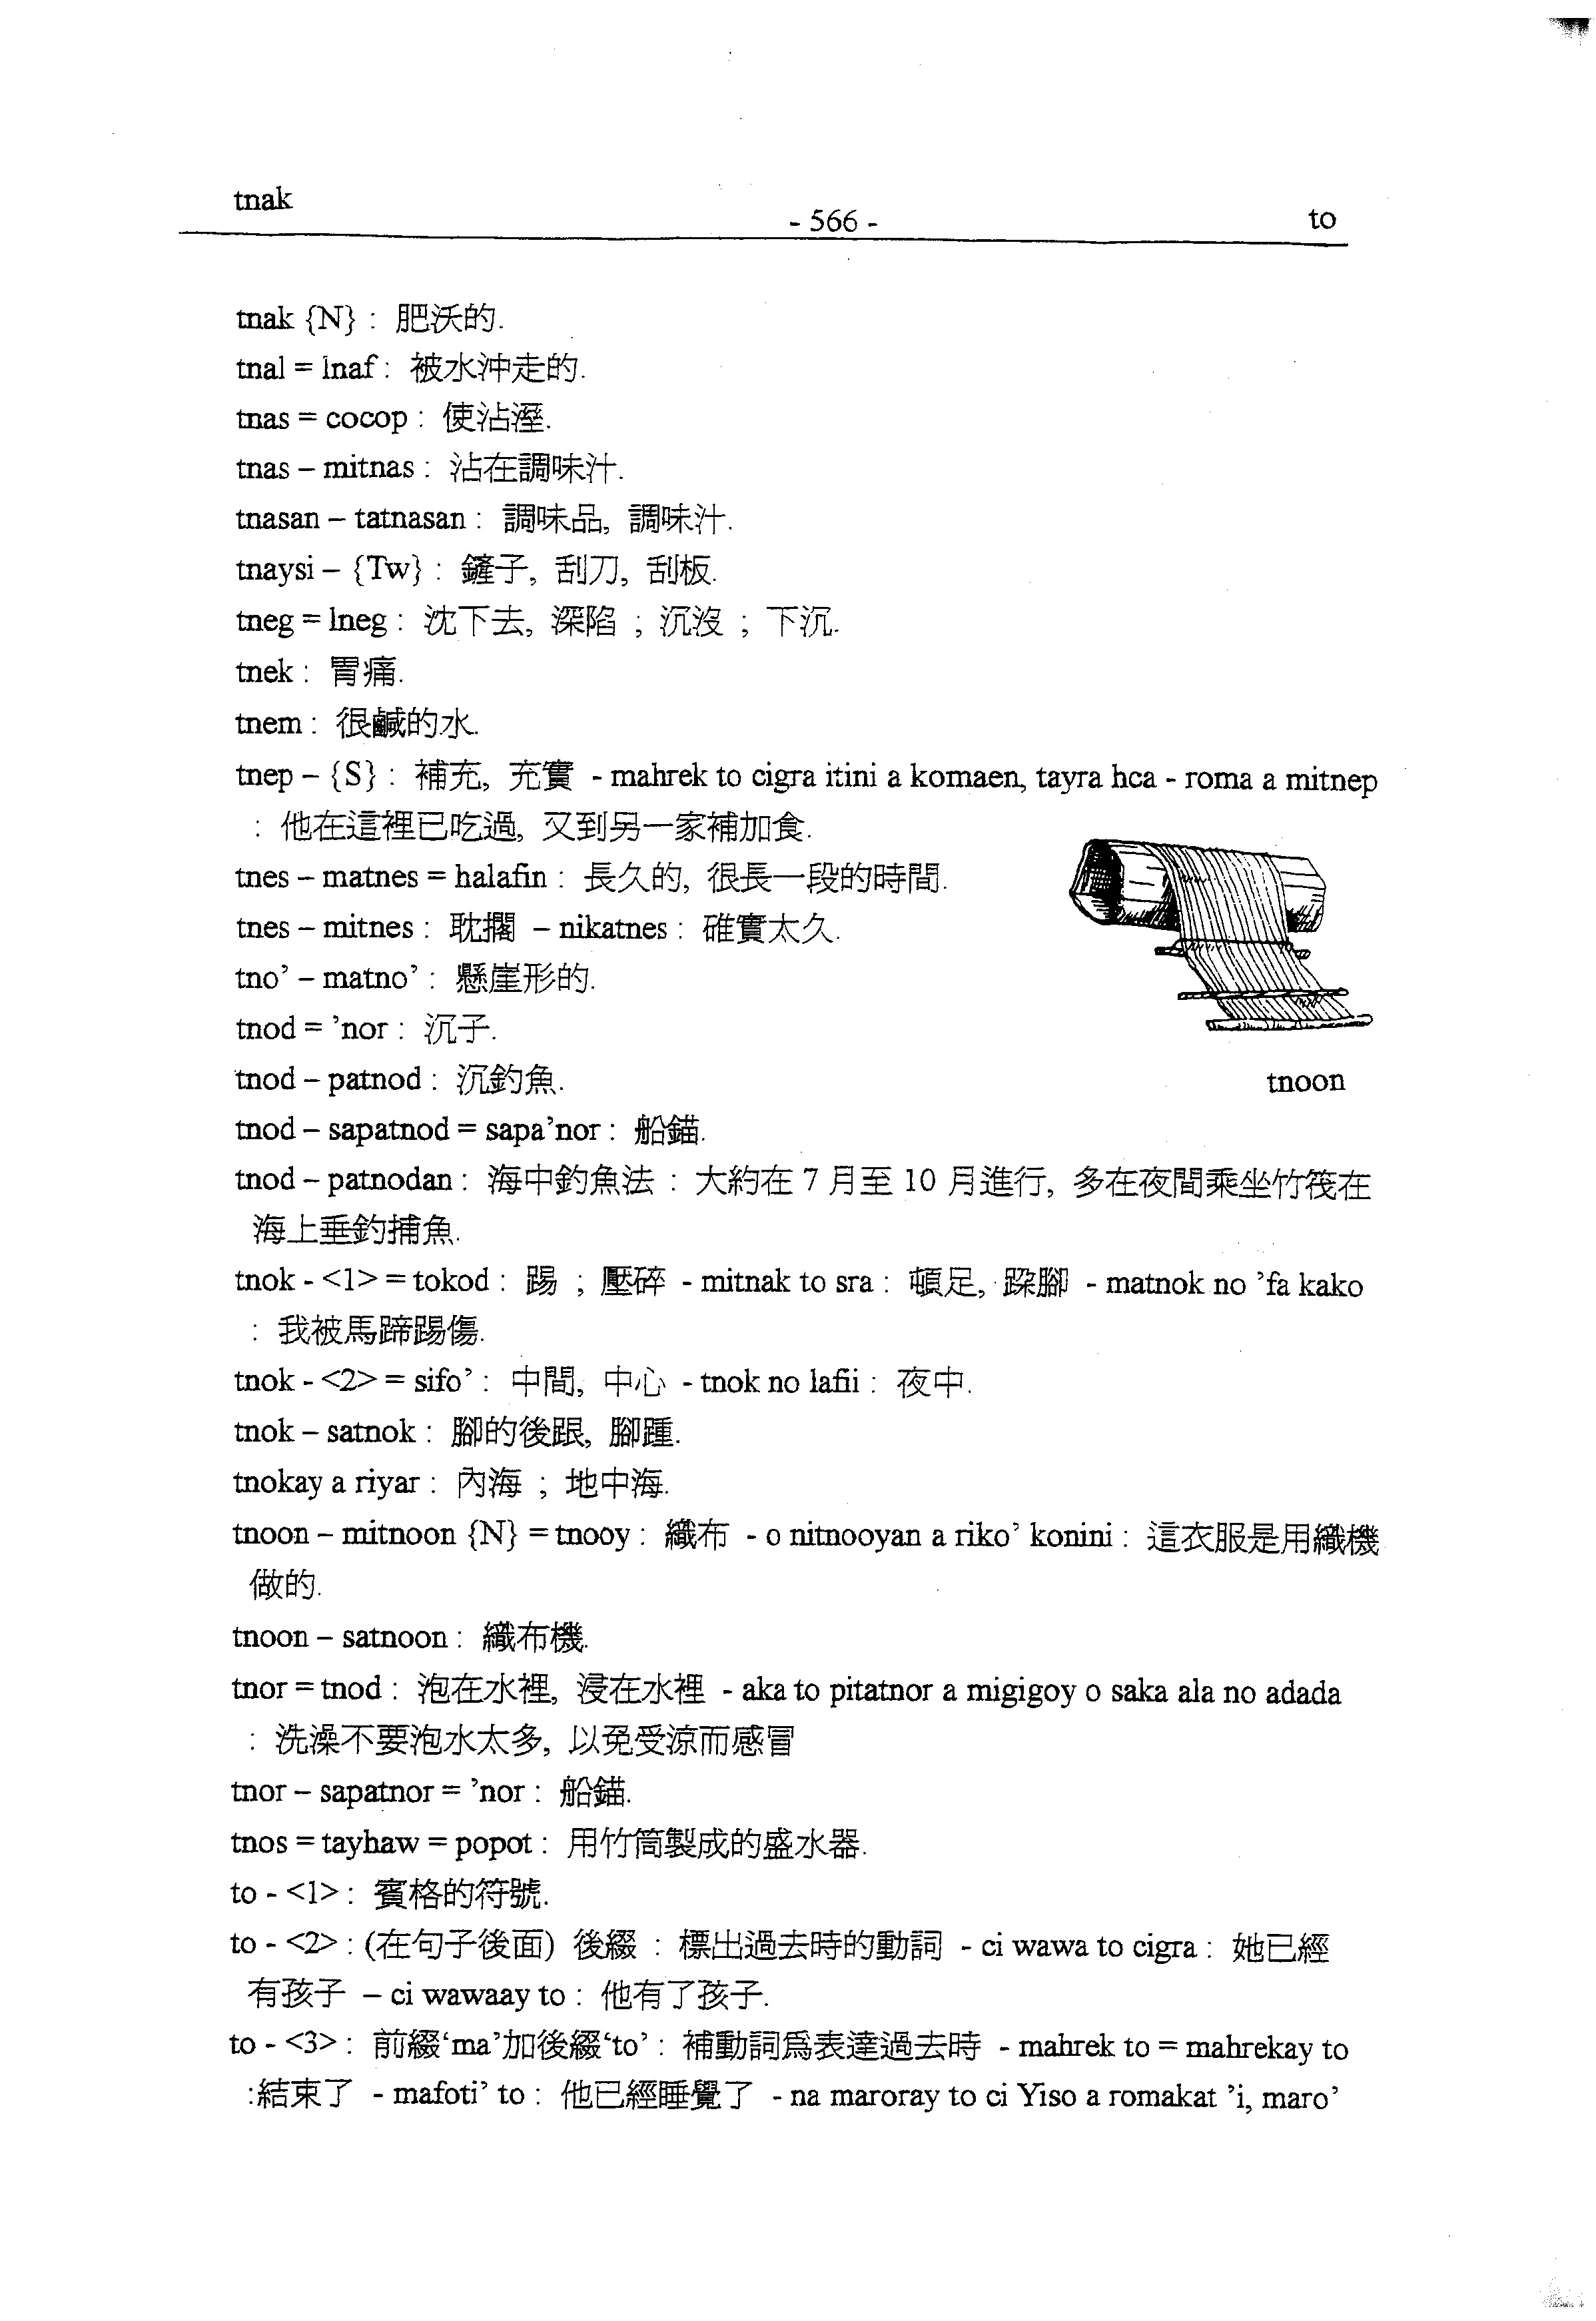 tnak
- 566 -
to
tnak {N} : 肥沃的.
tnal = lnaf : 被水沖走的.
tnas = cocop : 使沾溼.
tnas – mitnas : 沾在調味汁.
tnasan – tatnasan : 調味品, 調味汁.
tnaysi – {Tw} : 鏟子, 刮刀, 刮板.
tneg = lneg : 沈下去, 深陷 ; 沉沒 ; 下沉.
tnek : 胃痛.
tnem : 很鹹的水.
tnep – {S} : 補充, 充實 - mahrek to cigra itini a komaen, tayra hca - roma a mitnep
: 他在這裡已吃過, 又到另一家補加食.
tnes – matnes = halafin : 長久的, 很長一段的時間.
tnes – mitnes : 耽擱 – nikatnes : 確實太久.
tno’ – matno’ : 懸崖形的.
tnod = ’nor : 沉子.
tnod – patnod : 沉釣魚.
tnoon
tnod – sapatnod = sapa’nor : 船錨.
tnod – patnodan : 海中釣魚法 : 大約在 7 月至 10 月進行, 多在夜間乘坐竹筏在
海上垂釣捕魚.
tnok - <1> = tokod : 踢 ; 壓碎 - mitnak to sra : 頓足, 跺腳 - matnok no ’fa kako
: 我被馬蹄踢傷.
tnok - <2> = sifo’ : 中間, 中心 - tnok no lafii : 夜中.
tnok – satnok : 腳的後跟, 腳踵.
tnokay a riyar : 內海 ; 地中海.
tnoon – mitnoon {N} = tnooy : 織布 - o nitnooyan a riko’ konini : 這衣服是用織機
做的.
tnoon – satnoon : 織布機.
tnor = tnod : 泡在水裡, 浸在水裡 - aka to pitatnor a migigoy o saka ala no adada
: 洗澡不要泡水太多, 以免受涼而感冒
tnor – sapatnor = ’nor : 船錨.
tnos = tayhaw = popot : 用竹筒製成的盛水器.
to - <1> : 賓格的符號.
to - <2> : (在句子後面) 後綴 : 標出過去時的動詞 - ci wawa to cigra : 她已經
有孩子 – ci wawaay to : 他有了孩子.
to - <3> : 前綴‘ma’加後綴‘to’ : 補動詞爲表達過去時 - mahrek to = mahrekay to
:結束了 - mafoti’ to : 他已經睡覺了 - na maroray to ci Yiso a romakat ’i, maro’